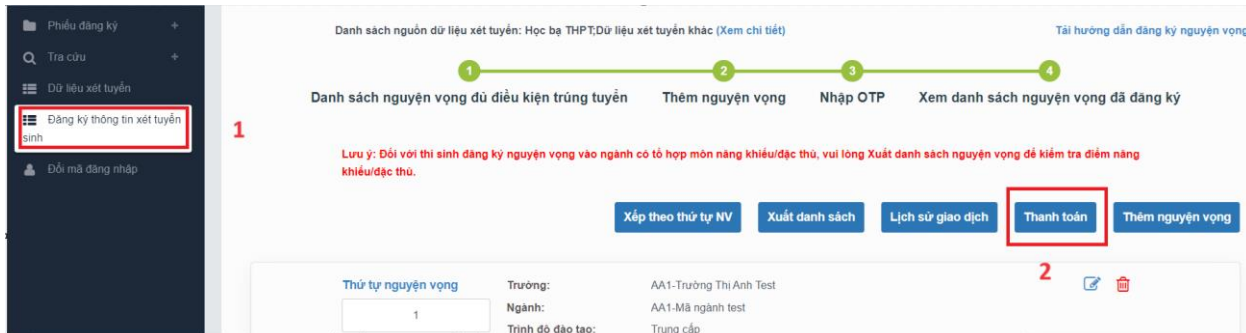 Phiếu đăng ký +
Tra cứu +
Dữ liệu xét tuyển
Đăng ký thông tin xét tuyển
sinh
Đổi mã đăng nhập
1
Danh sách nguồn dữ liệu xét tuyển: Học bạ THPT;Dữ liệu xét tuyển khác (Xem chi tiết)
Tải hướng dẫn đăng ký nguyện vọng
1 2 3 4
Danh sách nguyện vọng đủ điều kiện trúng tuyển Thêm nguyện vọng Nhập OTP Xem danh sách nguyện vọng đã đăng ký
Lưu ý: Đối với thí sinh đăng ký nguyện vọng vào ngành có tổ hợp môn năng khiếu/đặc thù, vui lòng Xuất danh sách nguyện vọng để kiểm tra điểm năng
khiếu/đặc thù.
Xếp theo thứ tự NV Xuất danh sách Lịch sử giao dịch Thanh toán Thêm nguyện vọng
2
Thứ tự nguyện vọng Trường: AA1-Trường Thị Anh Test
1 Ngành: AA1-Mã ngành test
Trình độ đào tạo: Trung cấp